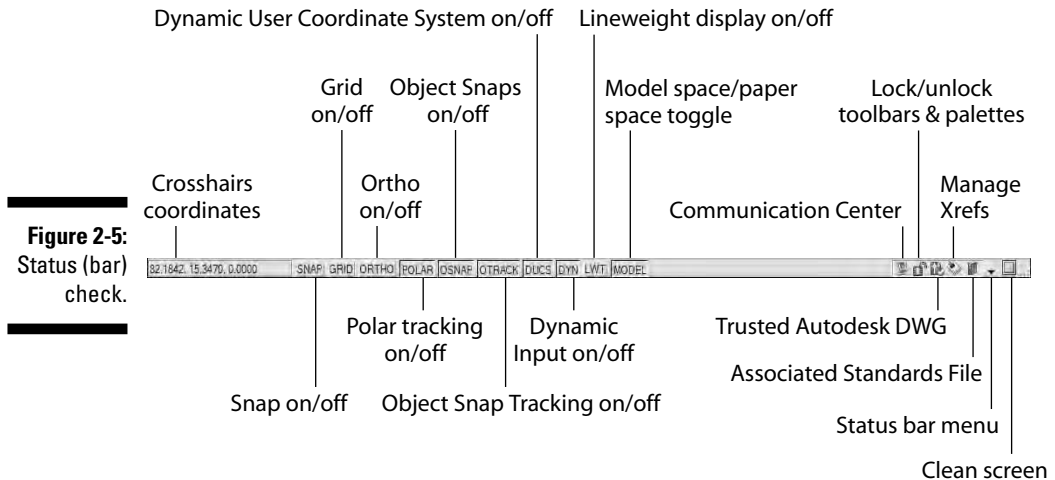 Dynamic User Coordinate System on/off
Lineweight display on/off
Grid
on/off
Object Snaps
on/off
Model space/paper
space toggle
Lock/unlock
toolbars & palettes
Crosshairs
coordinates
Ortho
on/off
Communication Center
Manage
Xrefs
Figure 2-5:
Status (bar)
check.
32.1842, 15.3479, 0.0000 SNAP GRID ORTHO POLAR OSNAP OTRACK DUCS DYN LWT MODEL
Polar tracking
on/off
Dynamic
Input on/off
Trusted Autodesk DWG
Associated Standards File
Snap on/off
Object Snap Tracking on/off
Status bar menu
Clean screen